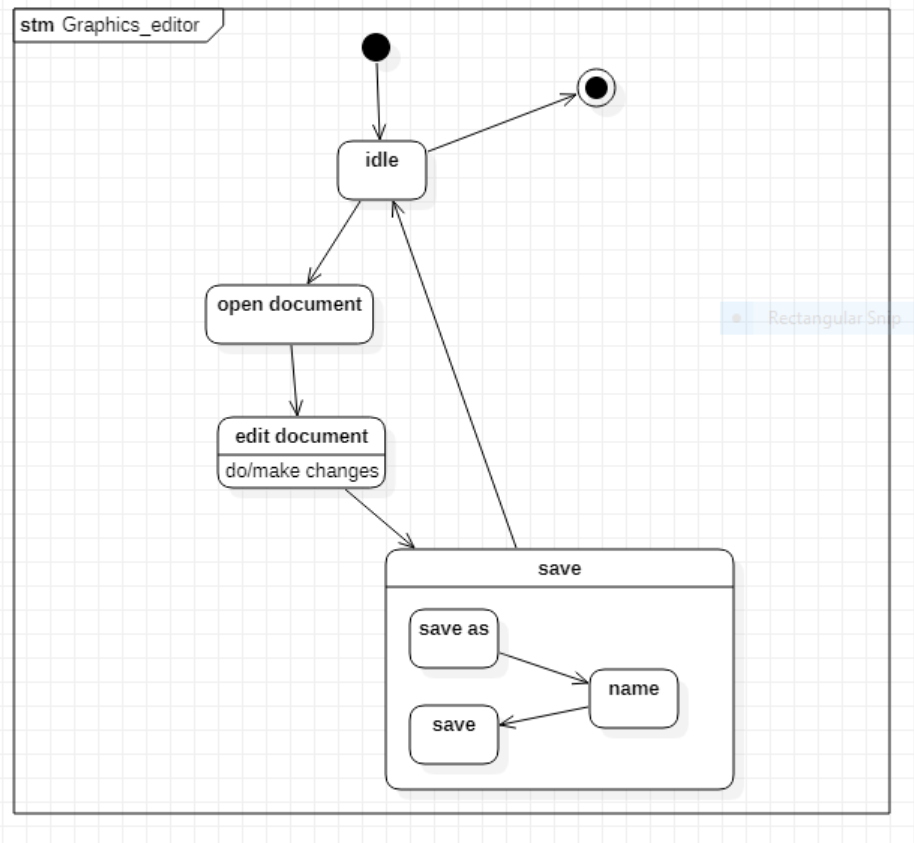 stm Graphics_editor
idle
open document
Rectangular Snip
edit document
do/make changes
save
save as
name
save